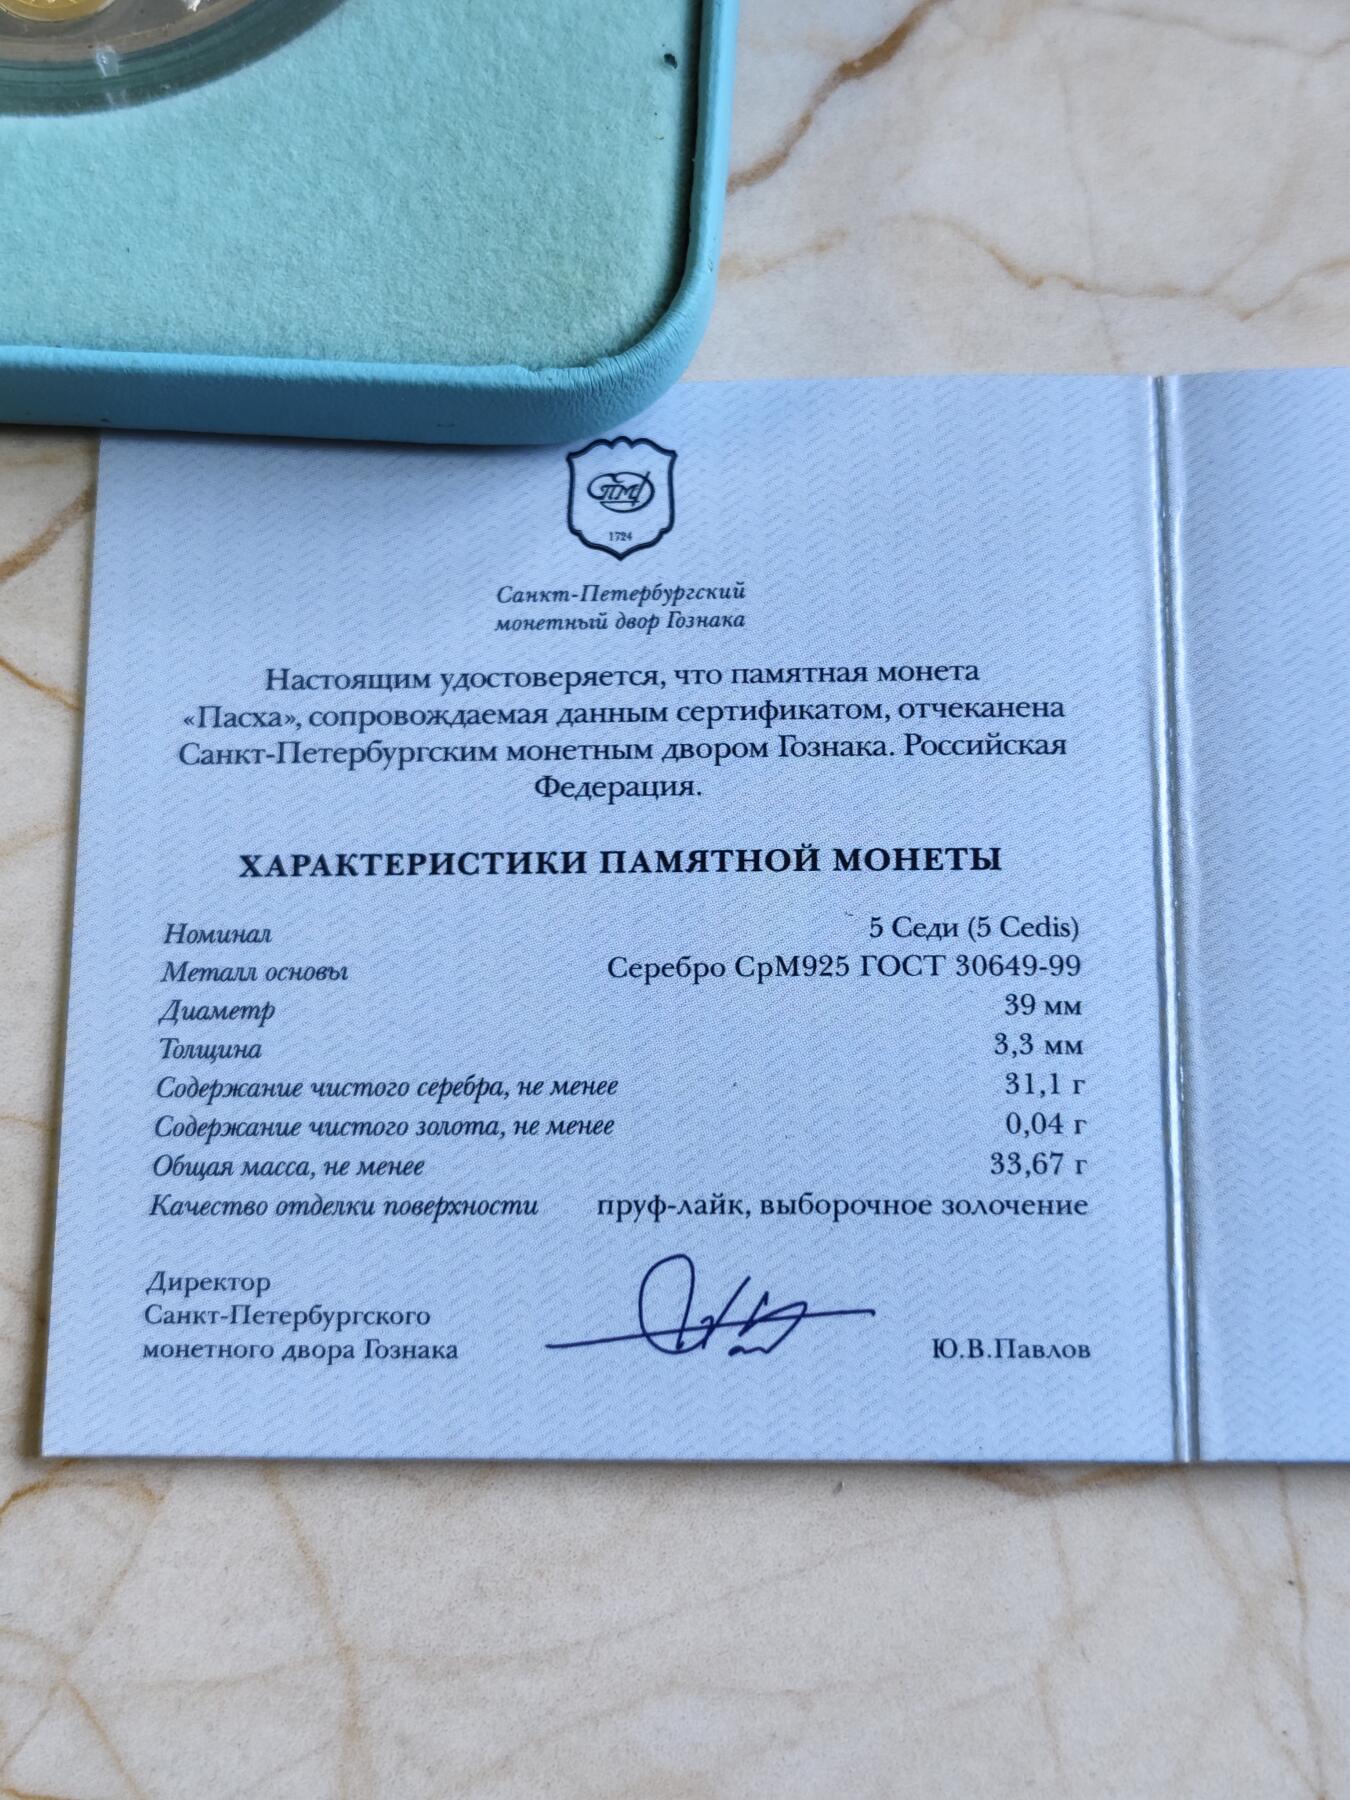 СПМД
1724
Санкт-Петербургский
монетный двор Гознака
Настоящим удостоверяется, что памятная монета
«Пасха», сопровождаемая данным сертификатом, отчеканена
Санкт-Петербургским монетным двором Гознака. Российская
Федерация.
ХАРАКТЕРИСТИКИ ПАМЯТНОЙ МОНЕТЫ
Номинал 5 Седи (5 Cedis)
Металл основы Серебро СрМ925 ГОСТ 30649-99
Диаметр 39 мм
Толщина 3,3 мм
Содержание чистого серебра, не менее 31,1 г
Содержание чистого золота, не менее 0,04 г
Общая масса, не менее 33,67 г
Качество отделки поверхности пруф-лайк, выборочное золочение
Директор
Санкт-Петербургского
монетного двора Гознака Ю.В.Павлов